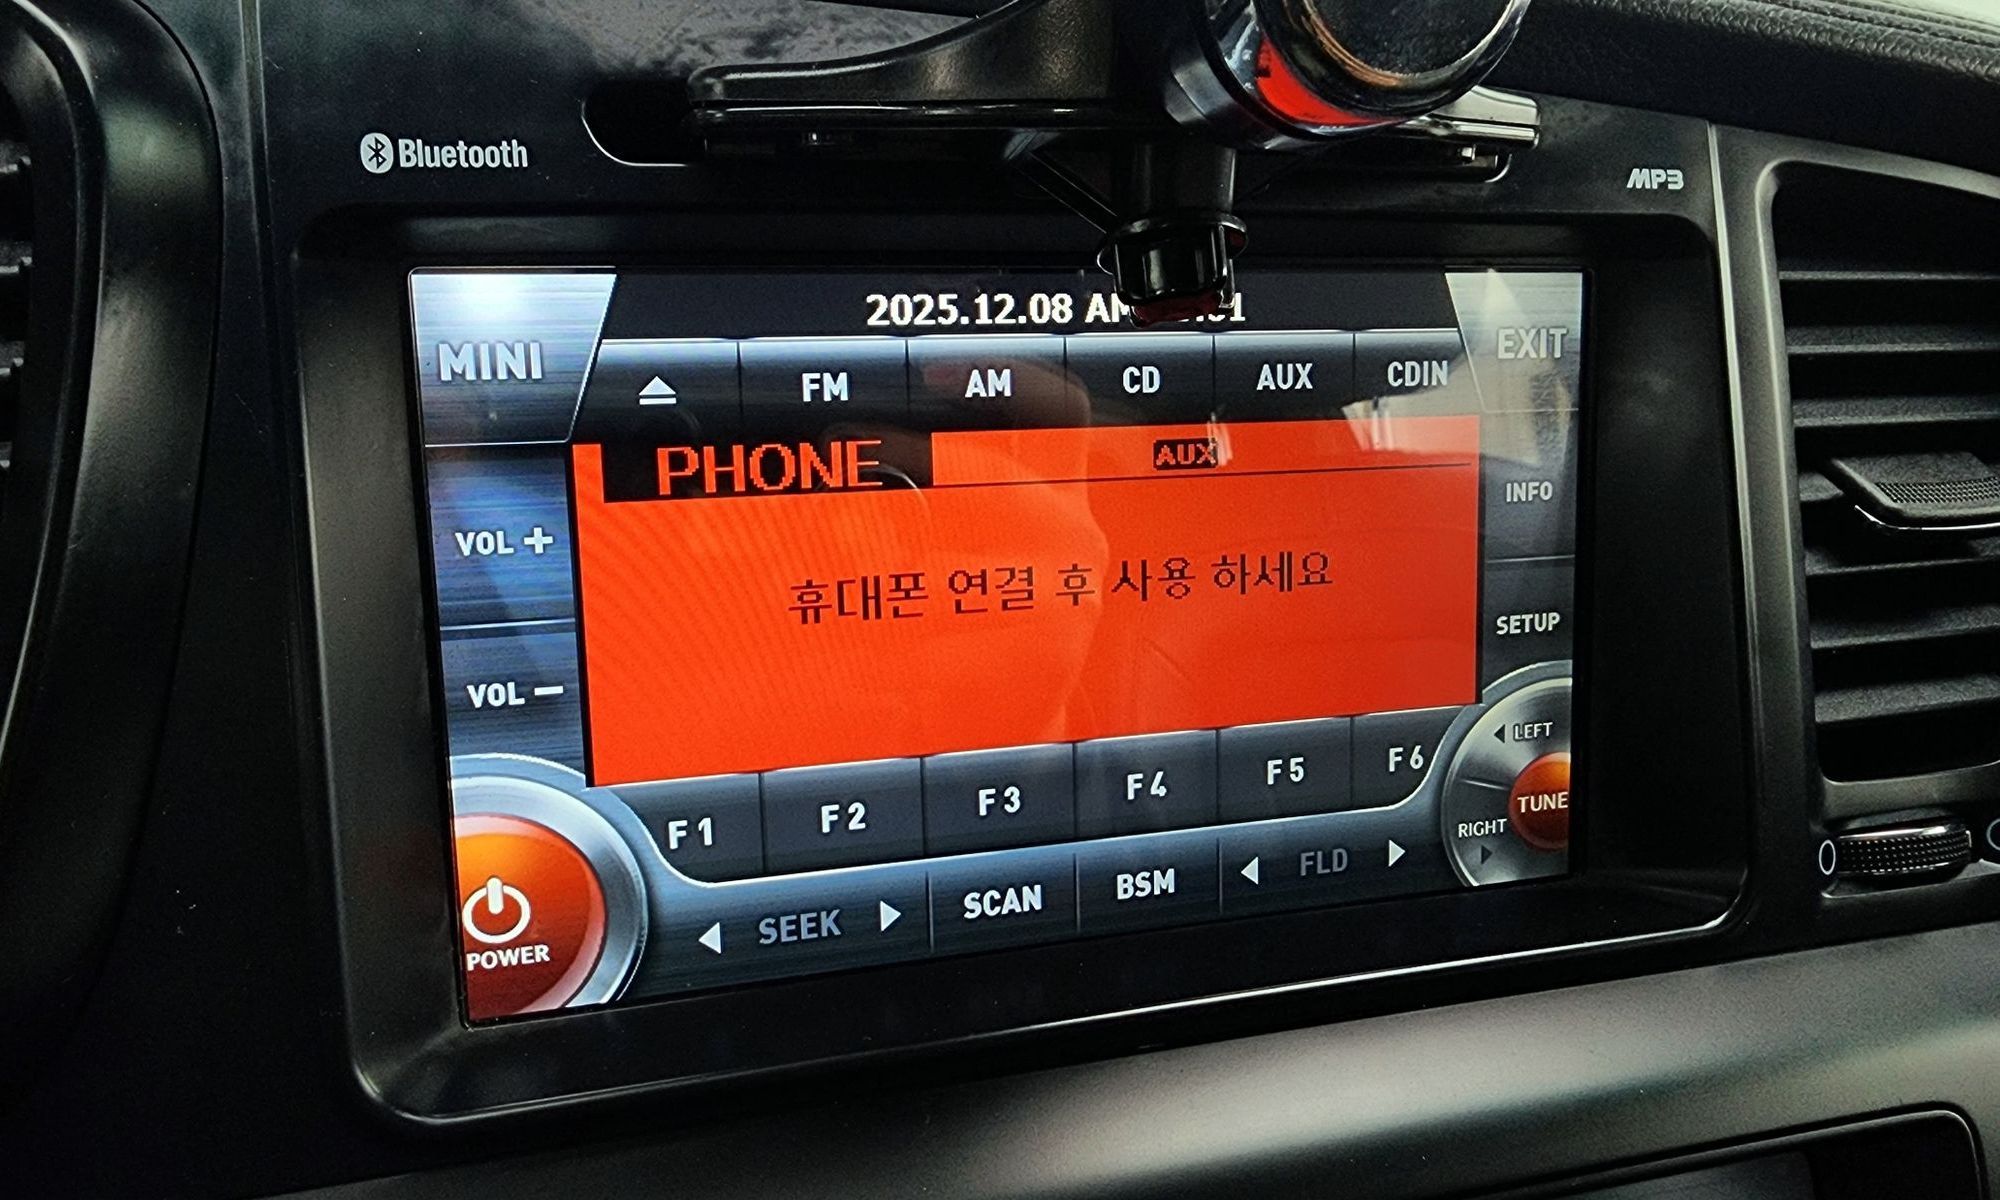 Bluetooth
MP3
2025.12.08
MINI
EXIT
FM AM CD AUX CDIN
PHONE AUX
INFO
VOL +
휴대폰 연결 후 사용 하세요
SETUP
VOL -
LEFT
TUNE
RIGHT
F1 F2 F3 F4 F5 F6
◀ SEEK ▶ SCAN BSM ◀ FLD ▶
POWER